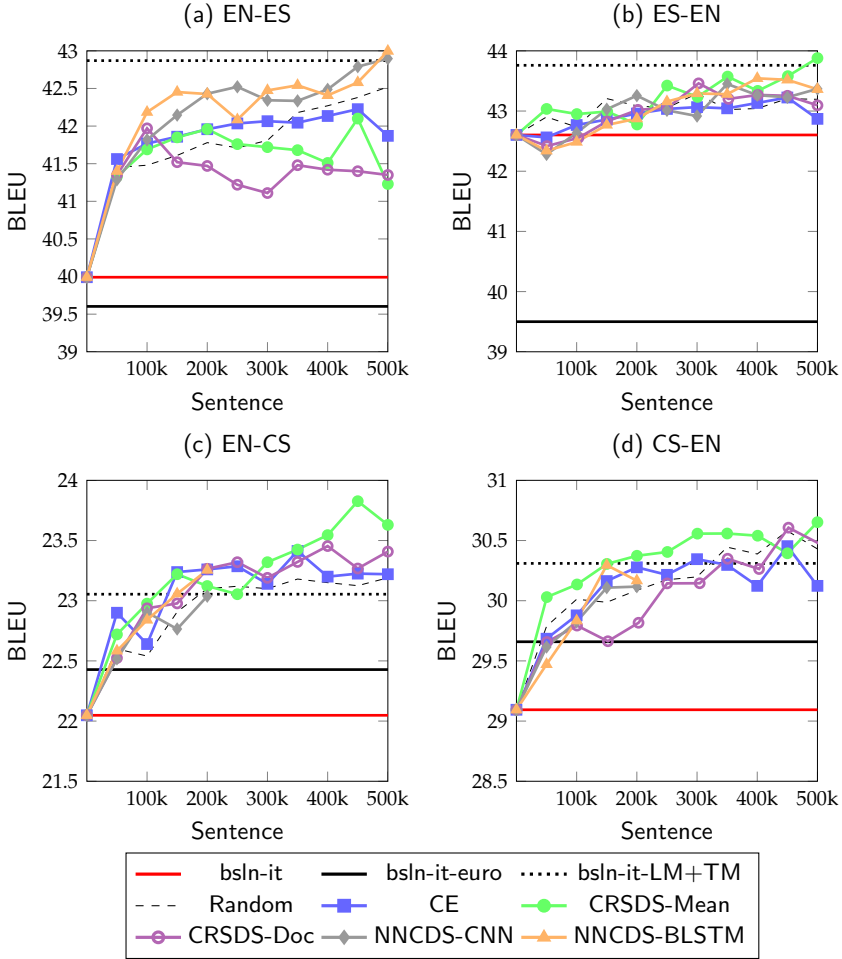 (a) EN-ES
(b) ES-EN
BLEU
43
42.5
42
41.5
41
40.5
40
39.5
39
100k 200k 300k 400k 500k
Sentence
BLEU
44
43
42
41
40
39
100k 200k 300k 400k 500k
Sentence
(c) EN-CS
(d) CS-EN
BLEU
24
23.5
23
22.5
22
21.5
100k 200k 300k 400k 500k
Sentence
BLEU
31
30.5
30
29.5
29
28.5
100k 200k 300k 400k 500k
Sentence
bsln-it bsln-it-euro bsln-it-LM+TM
Random CE CRSDS-Mean
CRSDS-Doc NNCDS-CNN NNCDS-BLSTM